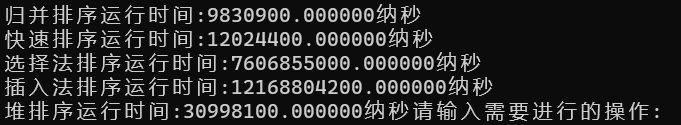 归并排序运行时间:9830900.000000纳秒
快速排序运行时间:12024400.000000纳秒
选择法排序运行时间:7606855000.000000纳秒
插入法排序运行时间:12168804200.000000纳秒
堆排序运行时间:30998100.000000纳秒请输入需要进行的操作: